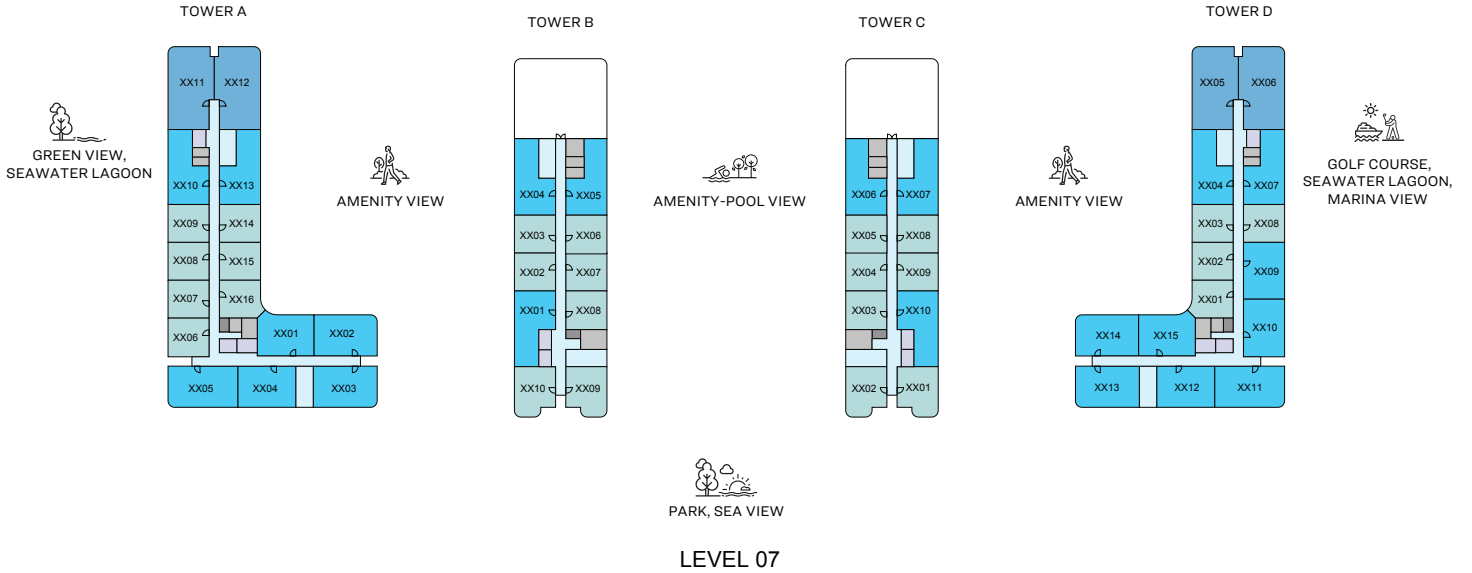 TOWER A
TOWER B
TOWER C
TOWER D
GREEN VIEW,
SEAWATER LAGOON
AMENITY VIEW
AMENITY-POOL VIEW
AMENITY VIEW
GOLF COURSE,
SEAWATER LAGOON,
MARINA VIEW
XX11 XX12
XX10 XX13
XX09 XX14
XX08 XX15
XX07 XX16
XX06 XX01 XX02
XX05 XX04 XX03
XX04 XX05
XX03 XX06
XX02 XX07
XX01 XX08
XX10 XX09
XX06 XX07
XX05 XX08
XX04 XX09
XX03 XX10
XX02 XX01
XX05 XX06
XX04 XX07
XX03 XX08
XX02 XX09
XX01
XX14 XX15 XX10
XX13 XX12 XX11
PARK, SEA VIEW
LEVEL 07